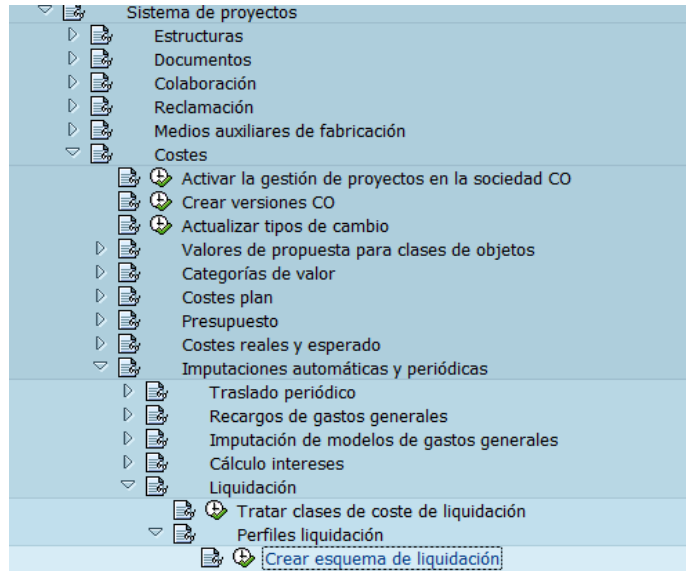 Sistema de proyectos
Estructuras
Documentos
Colaboración
Reclamación
Medios auxiliares de fabricación
Costes
Activar la gestión de proyectos en la sociedad CO
Crear versiones CO
Actualizar tipos de cambio
Valores de propuesta para clases de objetos
Categorías de valor
Costes plan
Presupuesto
Costes reales y esperado
Imputaciones automáticas y periódicas
Traslado periódico
Recargos de gastos generales
Imputación de modelos de gastos generales
Cálculo intereses
Liquidación
Tratar clases de coste de liquidación
Perfiles liquidación
Crear esquema de liquidación